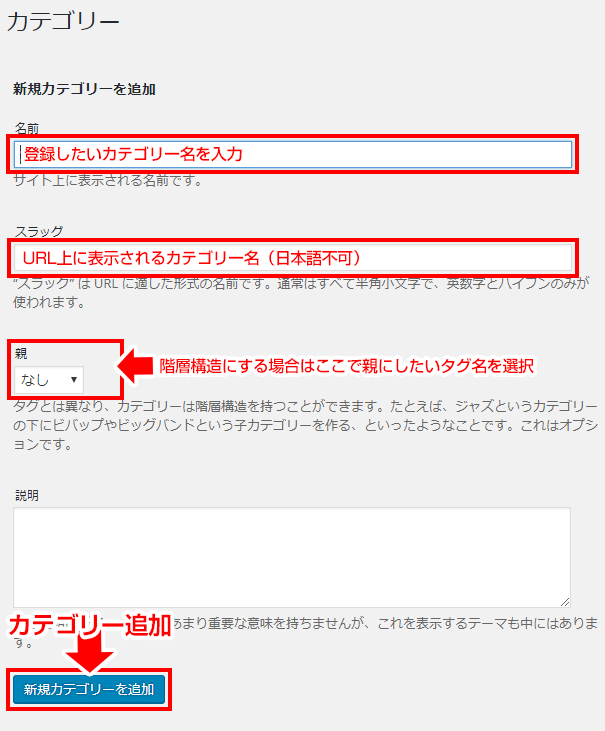 カテゴリー
新規カテゴリーを追加
名前
登録したいカテゴリー名を入力
サイト上に表示される名前です。
スラッグ
URL上に表示されるカテゴリー名（日本語不可）
“スラッグ” は URL に適した形式の名前です。通常はすべて半角小文字で、英数字とハイフンのみが
使われます。
親
なし
階層構造にする場合はここで親にしたいタグ名を選択
タグとは異なり、カテゴリーは階層構造を持つことができます。たとえば、ジャズというカテゴリー
の下にビバップやビッグバンドという子カテゴリーを作る、といったようなことです。これはオプシ
ョンです。
説明
カテゴリー追加
あまり重要な意味を持ちませんが、これを表示するテーマも中にはありま
す。
新規カテゴリーを追加